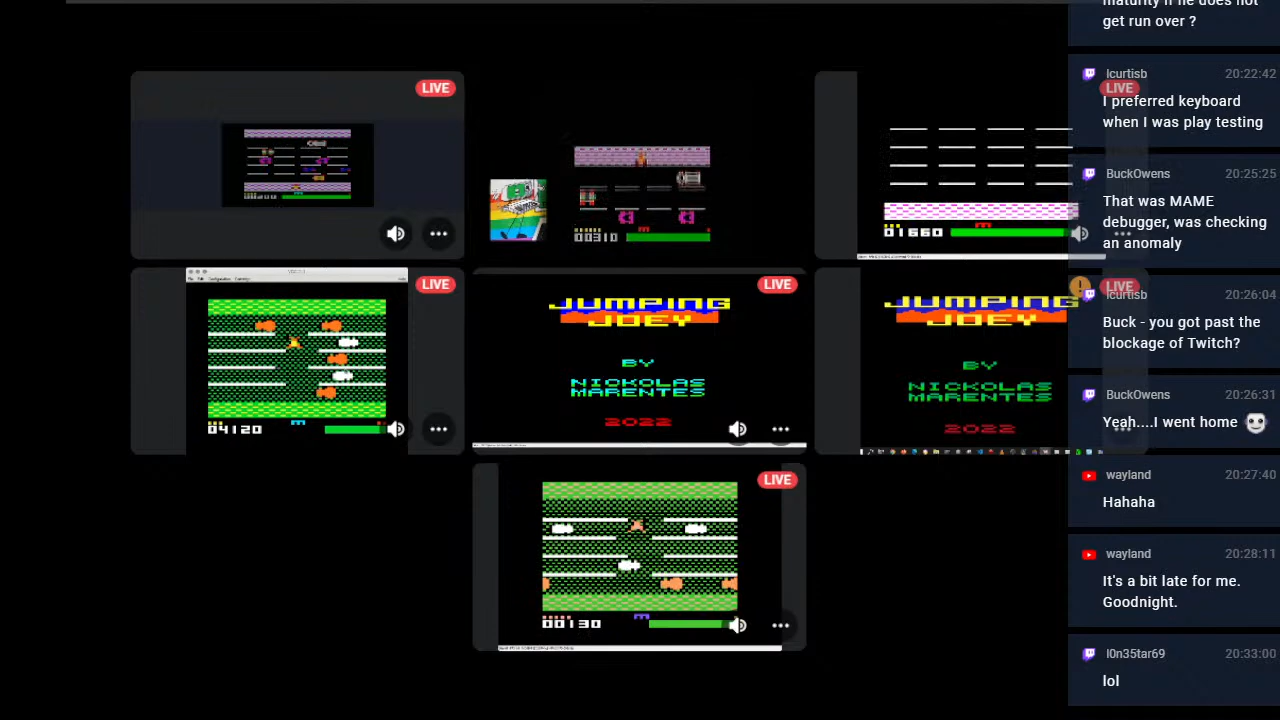 maturity if he does not
get run over ?
LIVE
LIVE
lcurtisb 20:22:42
I preferred keyboard
when I was play testing
00310
01660
BuckOwens 20:25:25
That was MAME
debugger, was checking
an anomaly
LIVE
04120
LIVE
JUMPING
JOEY
BY
NICKOLAS
MARENTES
2022
LIVE
JUMPING
JOEY
BY
NICKOLAS
MARENTES
2022
lcurtisb 20:26:04
Buck - you got past the
blockage of Twitch?
BuckOwens 20:26:31
Yeah....I went home
LIVE
00130
wayland 20:27:40
Hahaha
wayland 20:28:11
It's a bit late for me.
Goodnight.
l0n35tar69 20:33:00
lol